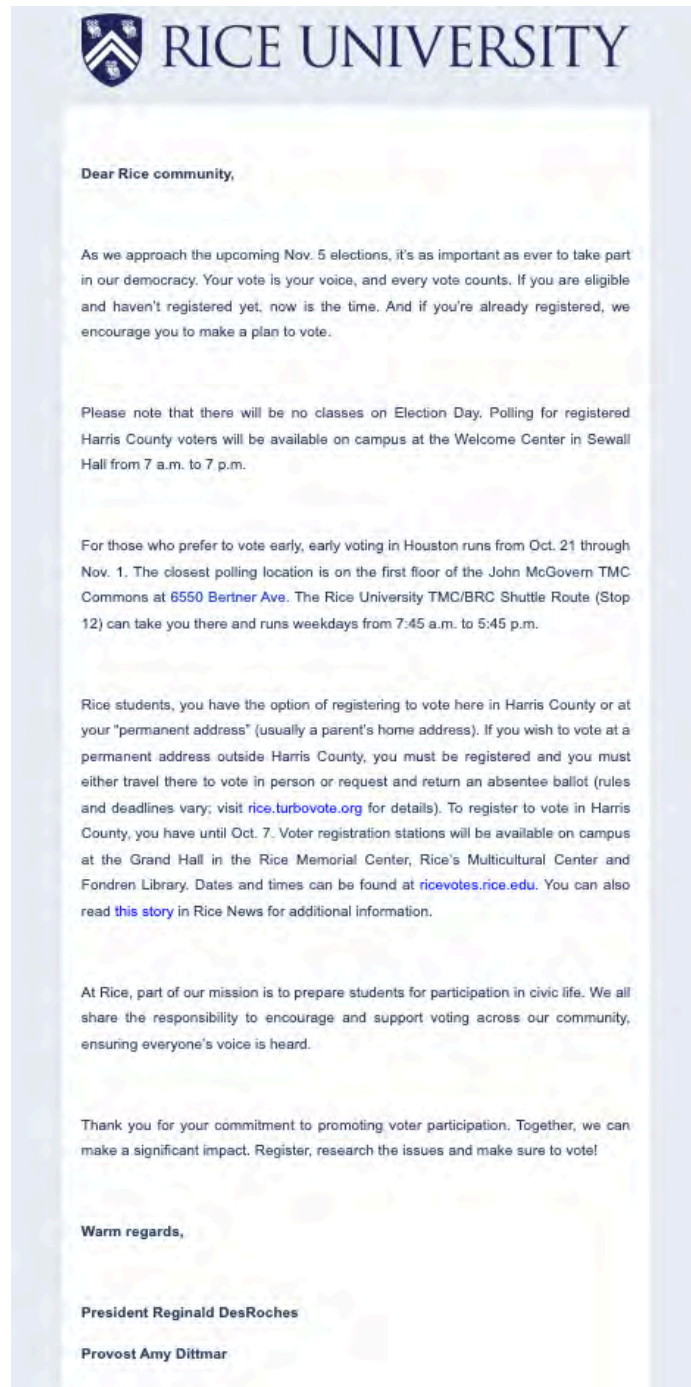 RICE UNIVERSITY
Dear Rice community,
As we approach the upcoming Nov. 5 elections, it's as important as ever to take part
in our democracy. Your vote is your voice, and every vote counts. If you are eligible
and haven't registered yet, now is the time. And if you're already registered, we
encourage you to make a plan to vote.
Please note that there will be no classes on Election Day. Polling for registered
Harris County voters will be available on campus at the Welcome Center in Sewall
Hall from 7 a.m. to 7 p.m.
For those who prefer to vote early, early voting in Houston runs from Oct. 21 through
Nov. 1. The closest polling location is on the first floor of the John McGovern TMC
Commons at 6550 Bertner Ave. The Rice University TMC/BRC Shuttle Route (Stop
12) can take you there and runs weekdays from 7:45 a.m. to 5:45 p.m.
Rice students, you have the option of registering to vote here in Harris County or at
your "permanent address" (usually a parent's home address). If you wish to vote at a
permanent address outside Harris County, you must be registered and you must
either travel there to vote in person or request and return an absentee ballot (rules
and deadlines vary; visit rice.turbovote.org for details). To register to vote in Harris
County, you have until Oct. 7. Voter registration stations will be available on campus
at the Grand Hall in the Rice Memorial Center, Rice's Multicultural Center and
Fondren Library. Dates and times can be found at ricevotes.rice.edu. You can also
read this story in Rice News for additional information.
At Rice, part of our mission is to prepare students for participation in civic life. We all
share the responsibility to encourage and support voting across our community,
ensuring everyone's voice is heard.
Thank you for your commitment to promoting voter participation. Together, we can
make a significant impact. Register, research the issues and make sure to vote!
Warm regards,
President Reginald DesRoches
Provost Amy Dittmar